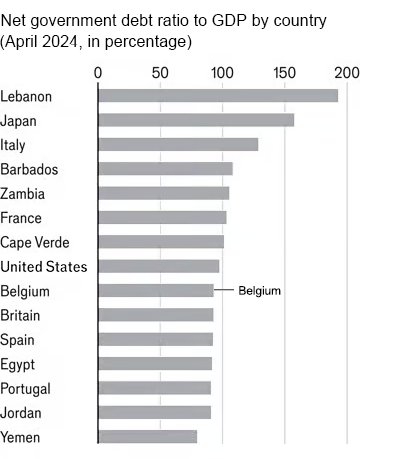 Net government debt ratio to GDP by country
(April 2024, in percentage)
0 50 100 150 200
Lebanon
Japan
Italy
Barbados
Zambia
France
Cape Verde
United States
Belgium Belgium
Britain
Spain
Egypt
Portugal
Jordan
Yemen